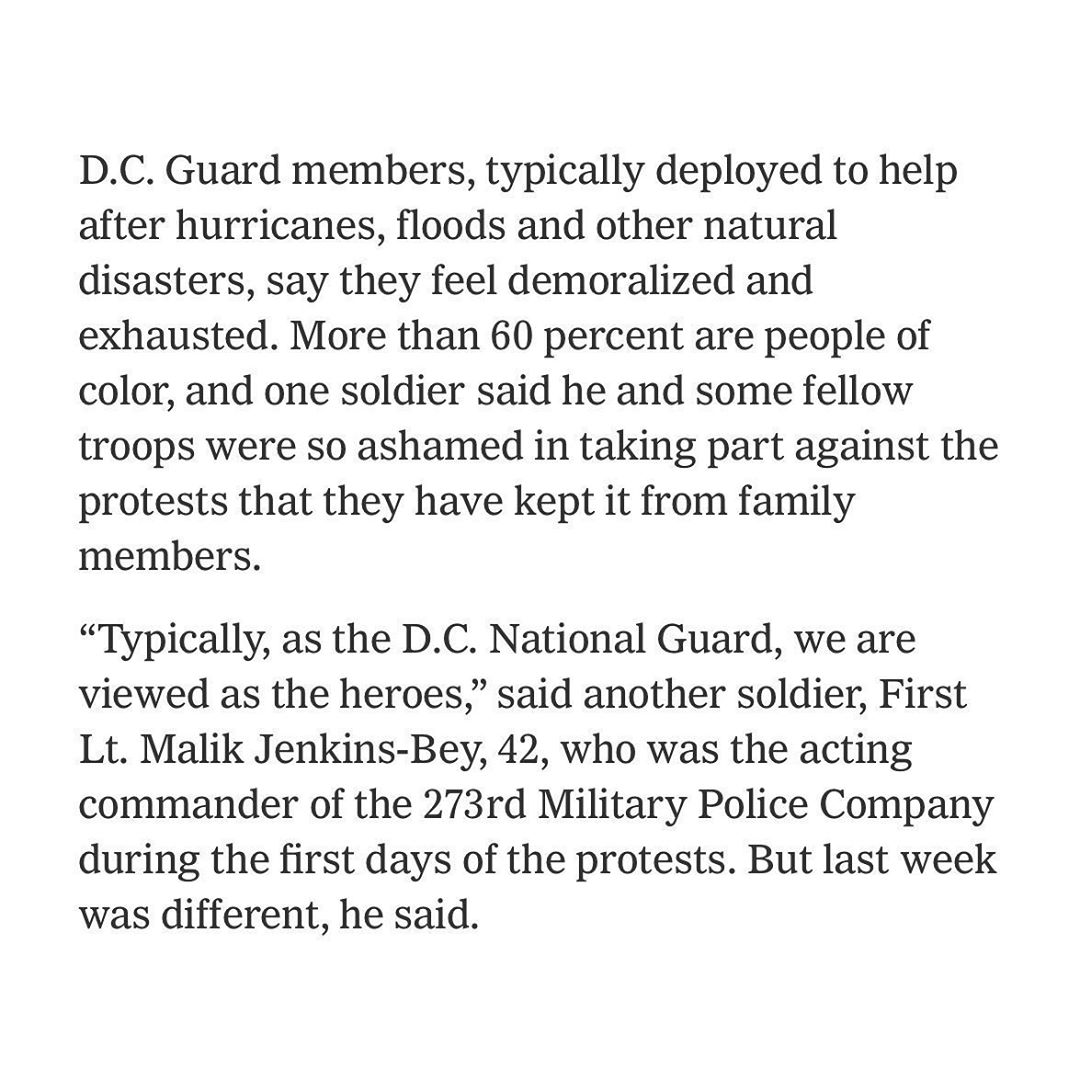 D.C. Guard members, typically deployed to help
after hurricanes, floods and other natural
disasters, say they feel demoralized and
exhausted. More than 60 percent are people of
color, and one soldier said he and some fellow
troops were so ashamed in taking part against the
protests that they have kept it from family
members.
“Typically, as the D.C. National Guard, we are
viewed as the heroes,” said another soldier, First
Lt. Malik Jenkins-Bey, 42, who was the acting
commander of the 273rd Military Police Company
during the first days of the protests. But last week
was different, he said.